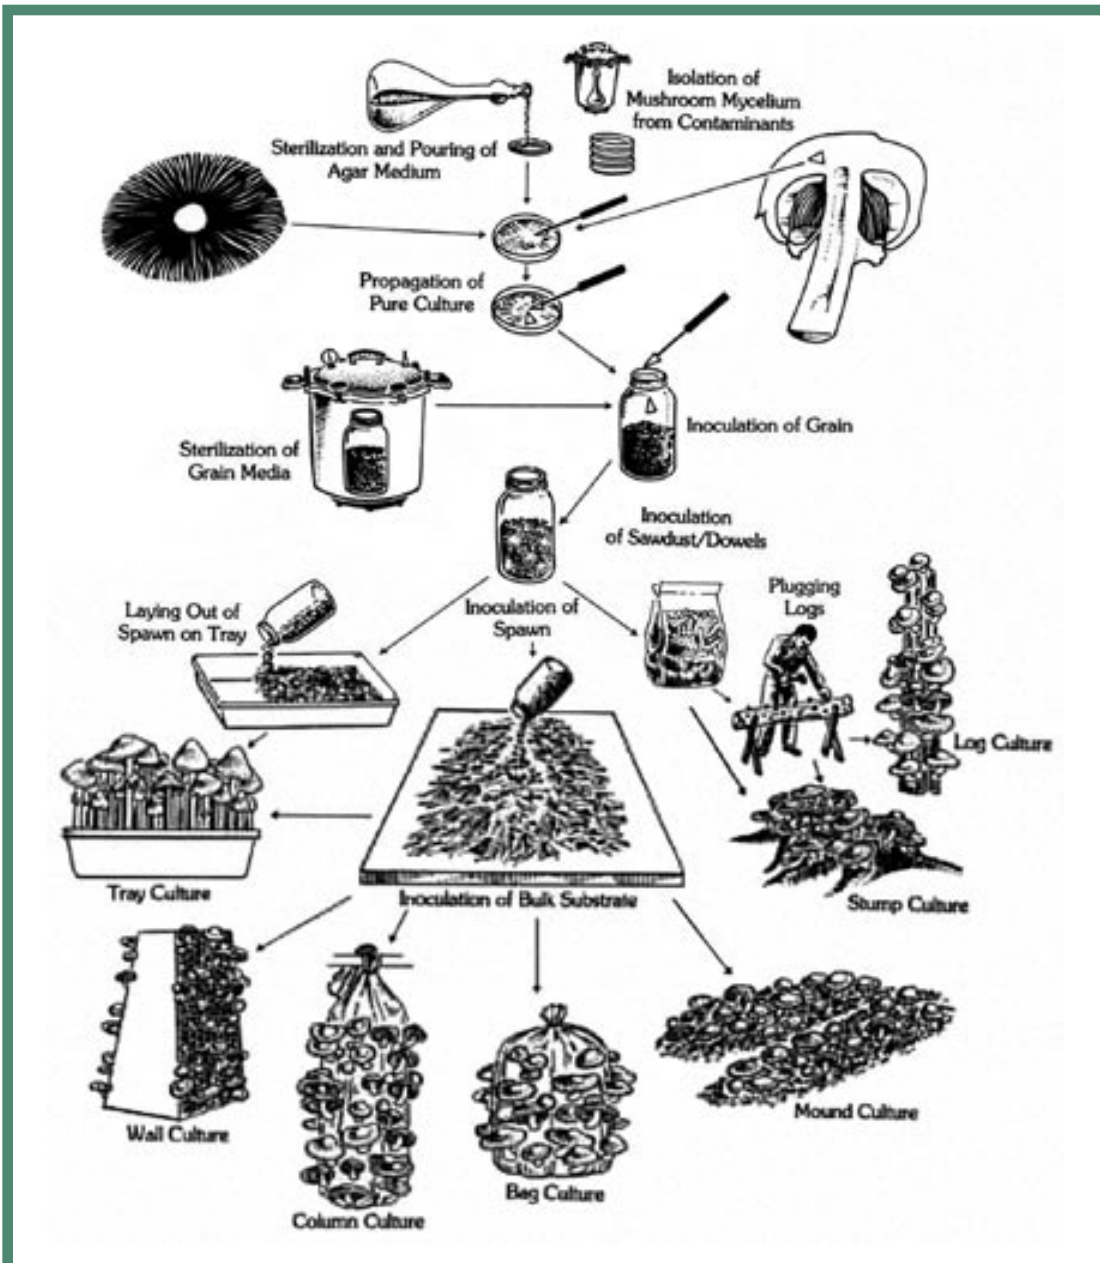 Isolation of
Mushroom Mycelium
from Contaminants
Sterilization and Pouring of
Agar Medium
Propagation of
Pure Culture
Inoculation of Grain
Sterilization of
Grain Media
Inoculation
of Sawdust/Dowels
Plugging
Logs
Laying Out of
Spawn on Tray
Inoculation of
Spawn
Log Culture
Tray Culture
Inoculation of Bulk Substrate
Stump Culture
Wall Culture
Mound Culture
Bag Culture
Column Culture